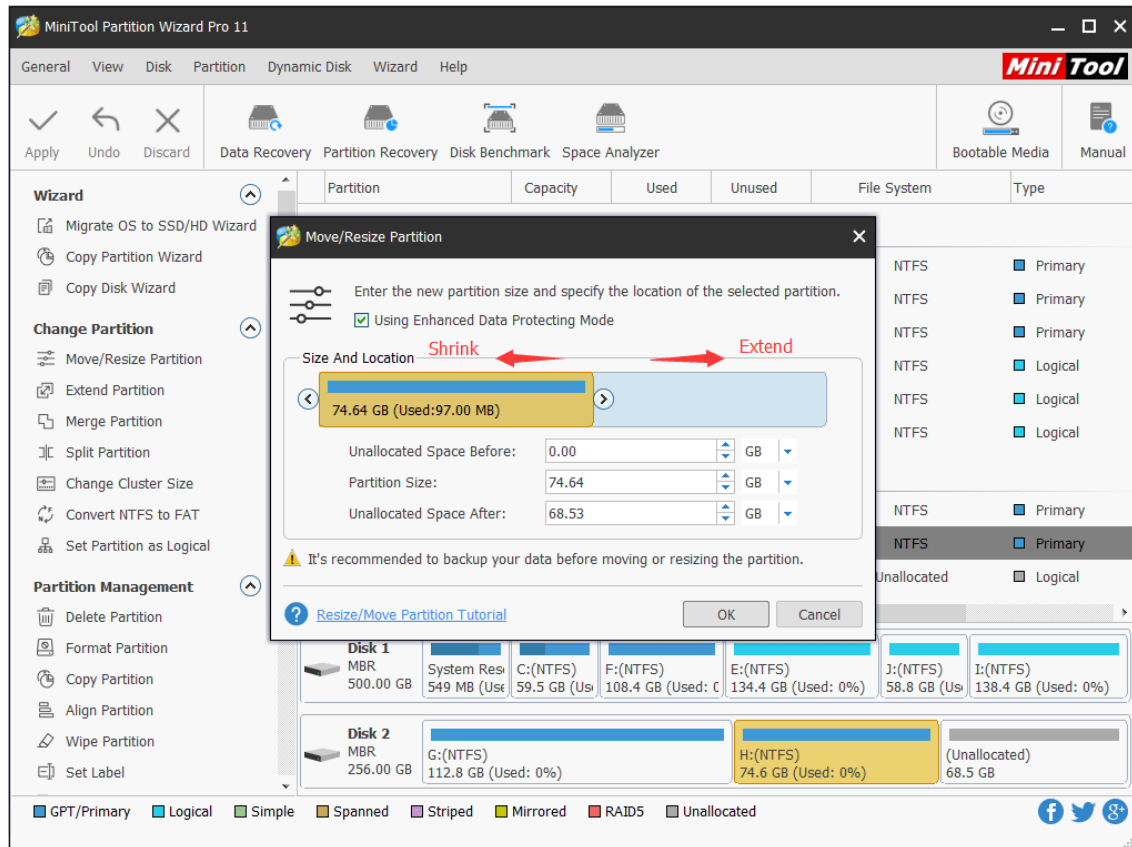 MiniTool Partition Wizard Pro 11
General View Disk Partition Dynamic Disk Wizard Help
Mini Tool
Apply Undo Discard Data Recovery Partition Recovery Disk Benchmark Space Analyzer Bootable Media Manual
Partition Capacity Used Unused File System Type
Wizard
Migrate OS to SSD/HD Wizard
Copy Partition Wizard
Copy Disk Wizard
Change Partition
Move/Resize Partition
Extend Partition
Merge Partition
Split Partition
Change Cluster Size
Convert NTFS to FAT
Set Partition as Logical
Partition Management
Delete Partition
Format Partition
Copy Partition
Align Partition
Wipe Partition
Set Label
Move/Resize Partition
Enter the new partition size and specify the location of the selected partition.
Using Enhanced Data Protecting Mode
Size And Location Shrink Extend
74.64 GB (Used:97.00 MB)
Unallocated Space Before: 0.00 GB
Partition Size: 74.64 GB
Unallocated Space After: 68.53 GB
It's recommended to backup your data before moving or resizing the partition.
Resize/Move Partition Tutorial OK Cancel
NTFS Primary
NTFS Primary
NTFS Primary
NTFS Logical
NTFS Logical
NTFS Logical
NTFS Primary
NTFS Primary
Unallocated Logical
Disk 1
MBR
500.00 GB
System Rese
549 MB (Use
C:(NTFS)
59.5 GB (Us
F:(NTFS)
108.4 GB (Used: 
E:(NTFS)
134.4 GB (Used: 0%)
J:(NTFS)
58.8 GB (Us
I:(NTFS)
138.4 GB (Used: 0%)
Disk 2
MBR
256.00 GB
G:(NTFS)
112.8 GB (Used: 0%)
H:(NTFS)
74.6 GB (Used: 0%)
(Unallocated)
68.5 GB
GPT/Primary Logical Simple Spanned Striped Mirrored RAID5 Unallocated